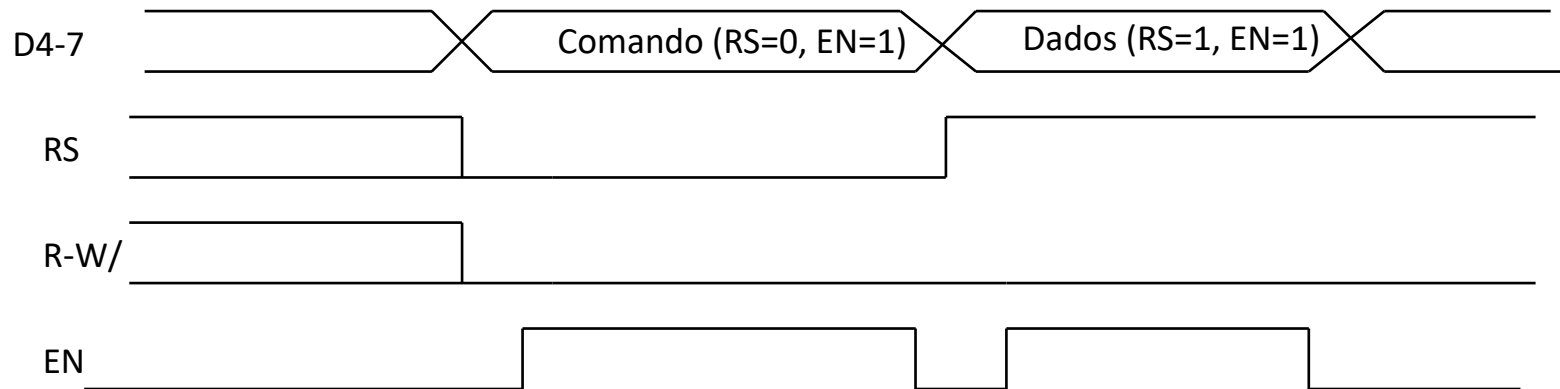 D4-7
Comando (RS=0, EN=1)
Dados (RS=1, EN=1)
RS
R-W/
EN